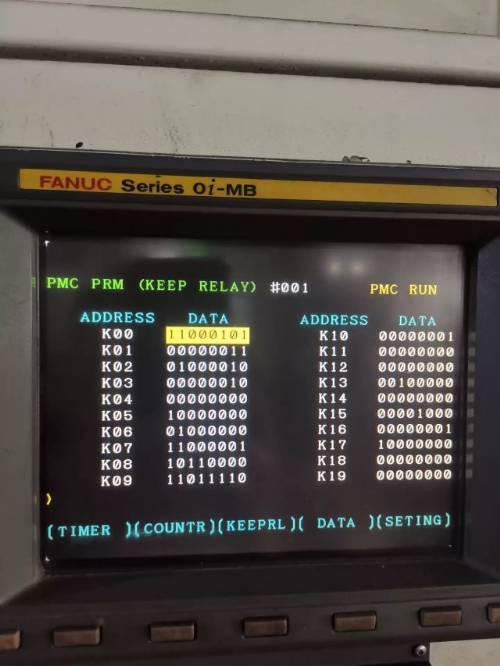 FANUC Series 0i-MB
PMC PRM (KEEP RELAY) #001 PMC RUN
ADDRESS DATA ADDRESS DATA
K00 11000101 K10 00000001
K01 00000011 K11 00000000
K02 01000010 K12 00000000
K03 00000010 K13 00100000
K04 00000000 K14 00000000
K05 10000000 K15 00001000
K06 01000000 K16 00000001
K07 11000001 K17 10000000
K08 10110000 K18 00000000
K09 11011110 K19 00000000
>
(TIMER )(COUNTR)(KEEPRL)( DATA )(SETING)